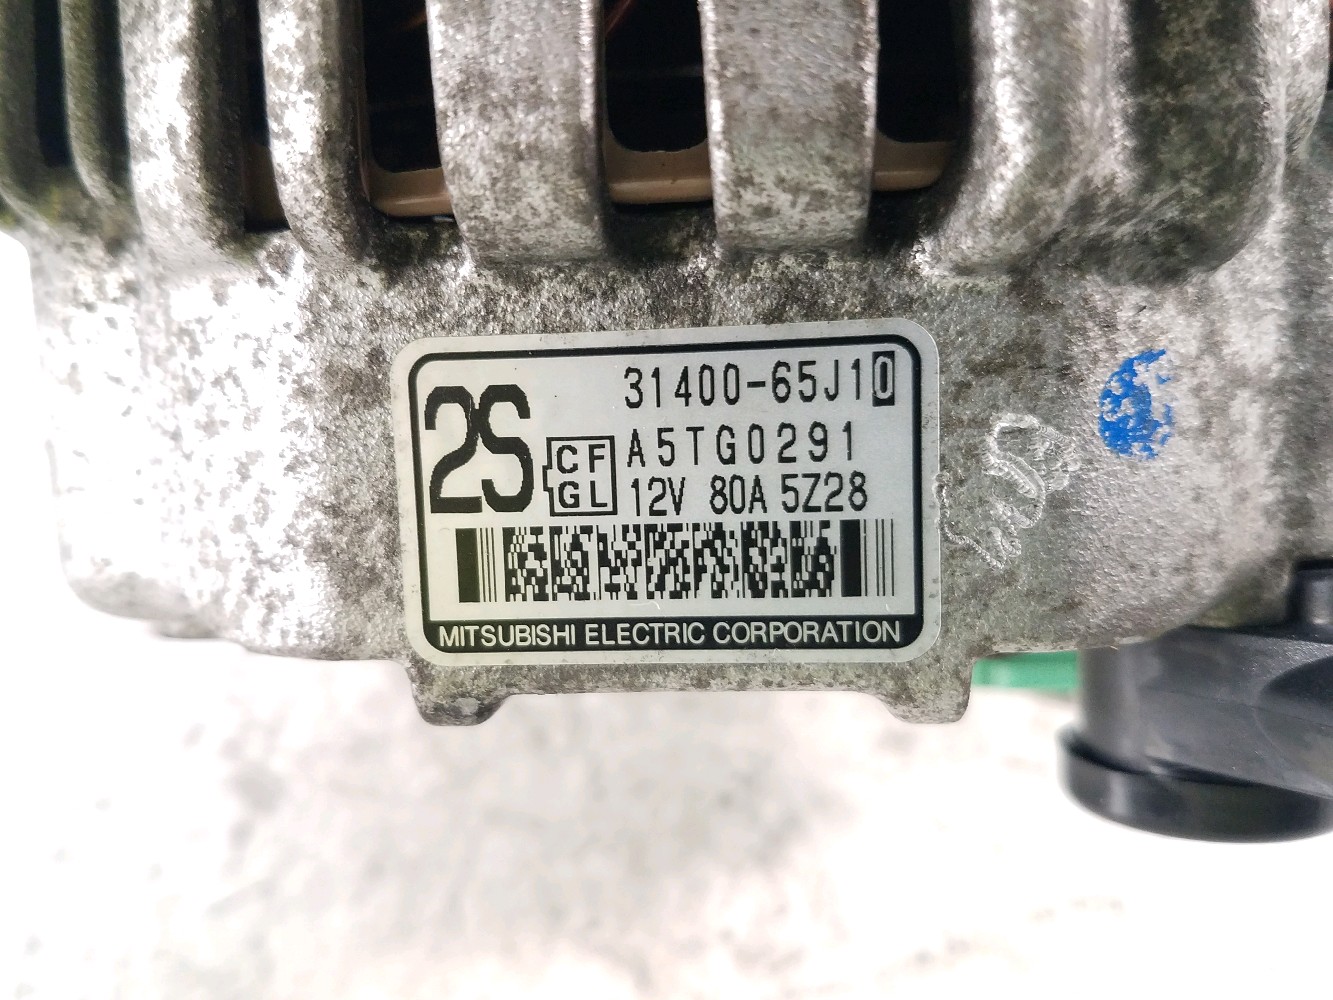 2S
31400-65J10
CF
GL
A5TG0291
12V 80A 5Z28
MITSUBISHI ELECTRIC CORPORATION